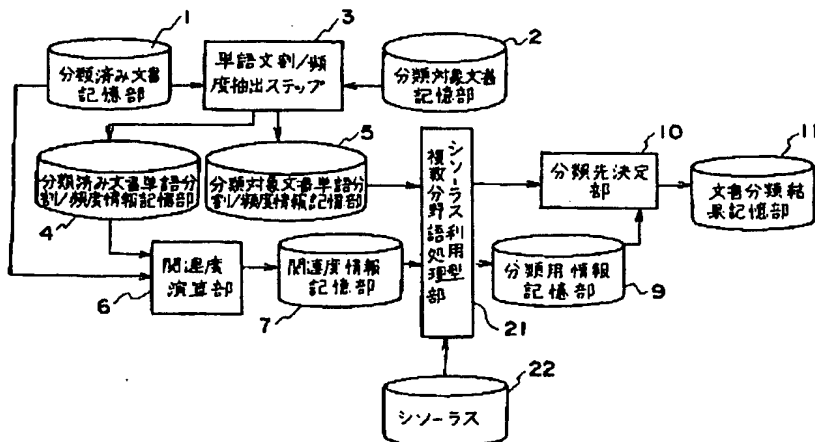 1
3
2
分類済み文書
記憶部
単語文割/頻
度抽出ステップ
分類対象文書
記憶部
5
10
11
分類済み文書単語分
割/頻度情報記憶部
4
分類対象文書単語分
割/頻度情報記憶部
シソーラス利用型
複数分野語処理部
21
分類先決定
部
文書分類結
果記憶部
関連度
演算部
6
関連度情報
記憶部
7
分類用情報
記憶部
9
22
シソーラス